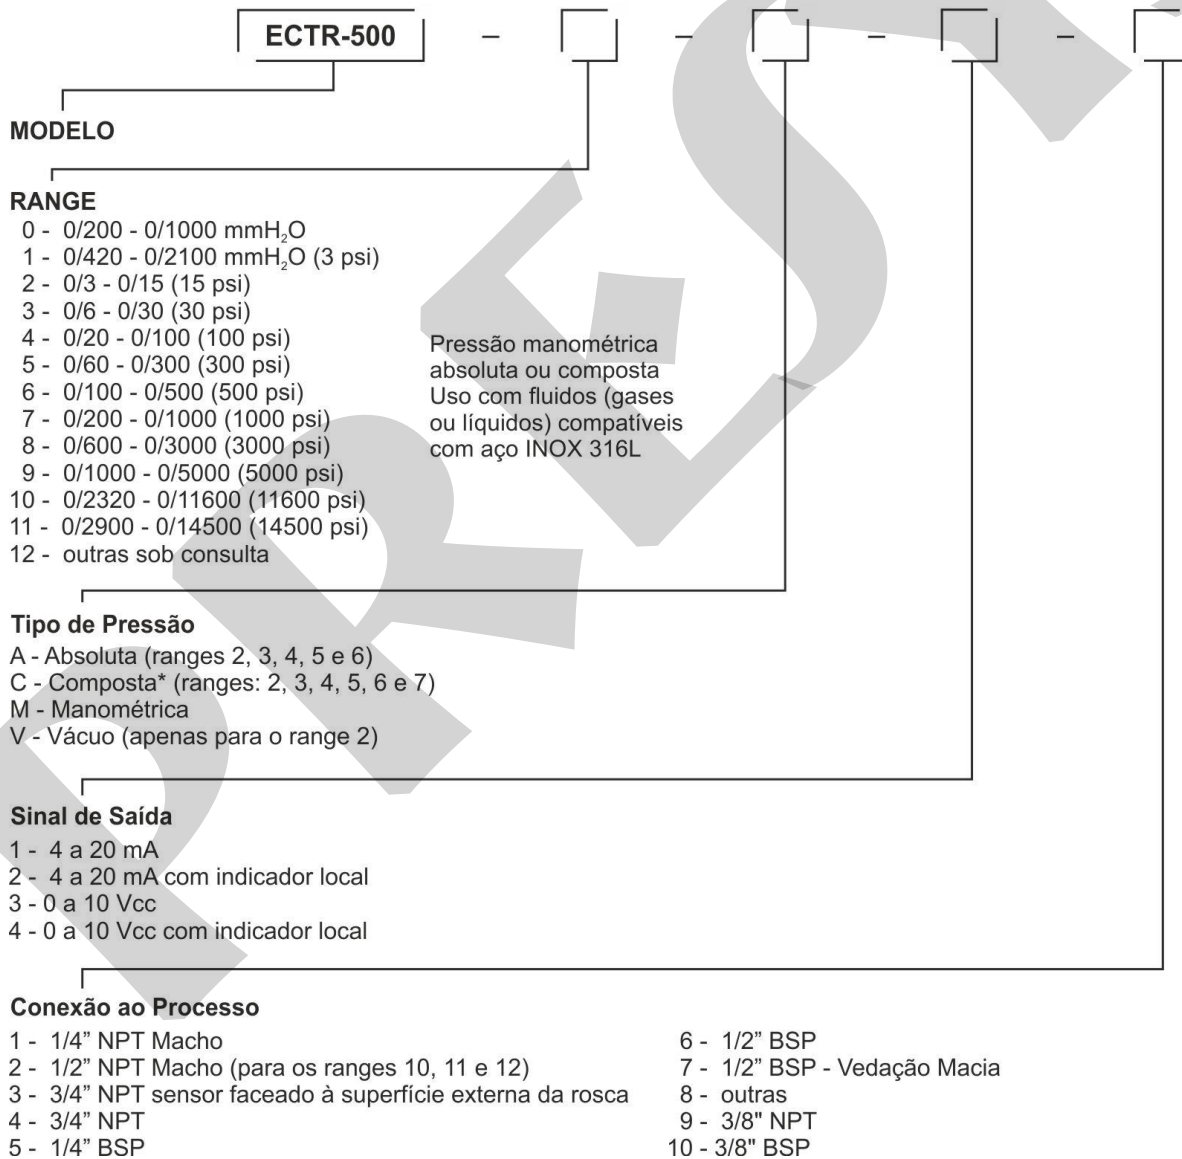 ECTR-500 – - – -
MODELO
RANGE
0 - 0/200 - 0/1000 mmH₂O
1 - 0/420 - 0/2100 mmH₂O (3 psi)
2 - 0/3 - 0/15 (15 psi)
3 - 0/6 - 0/30 (30 psi)
4 - 0/20 - 0/100 (100 psi)
5 - 0/60 - 0/300 (300 psi)
6 - 0/100 - 0/500 (500 psi)
7 - 0/200 - 0/1000 (1000 psi)
8 - 0/600 - 0/3000 (3000 psi)
9 - 0/1000 - 0/5000 (5000 psi)
10 - 0/2320 - 0/11600 (11600 psi)
11 - 0/2900 - 0/14500 (14500 psi)
12 - outras sob consulta
Pressão manométrica
absoluta ou composta
Uso com fluidos (gases
ou líquidos) compatíveis
com aço INOX 316L
Tipo de Pressão
A - Absoluta (ranges 2, 3, 4, 5 e 6)
C - Composta* (ranges: 2, 3, 4, 5, 6 e 7)
M - Manométrica
V - Vácuo (apenas para o range 2)
Sinal de Saída
1 - 4 a 20 mA
2 - 4 a 20 mA com indicador local
3 - 0 a 10 Vcc
4 - 0 a 10 Vcc com indicador local
Conexão ao Processo
1 - 1/4” NPT Macho
2 - 1/2” NPT Macho (para os ranges 10, 11 e 12)
3 - 3/4” NPT sensor faceado à superfície externa da rosca
4 - 3/4” NPT
5 - 1/4” BSP
6 - 1/2” BSP
7 - 1/2” BSP - Vedação Macia
8 - outras
9 - 3/8" NPT
10 - 3/8" BSP
PRESY